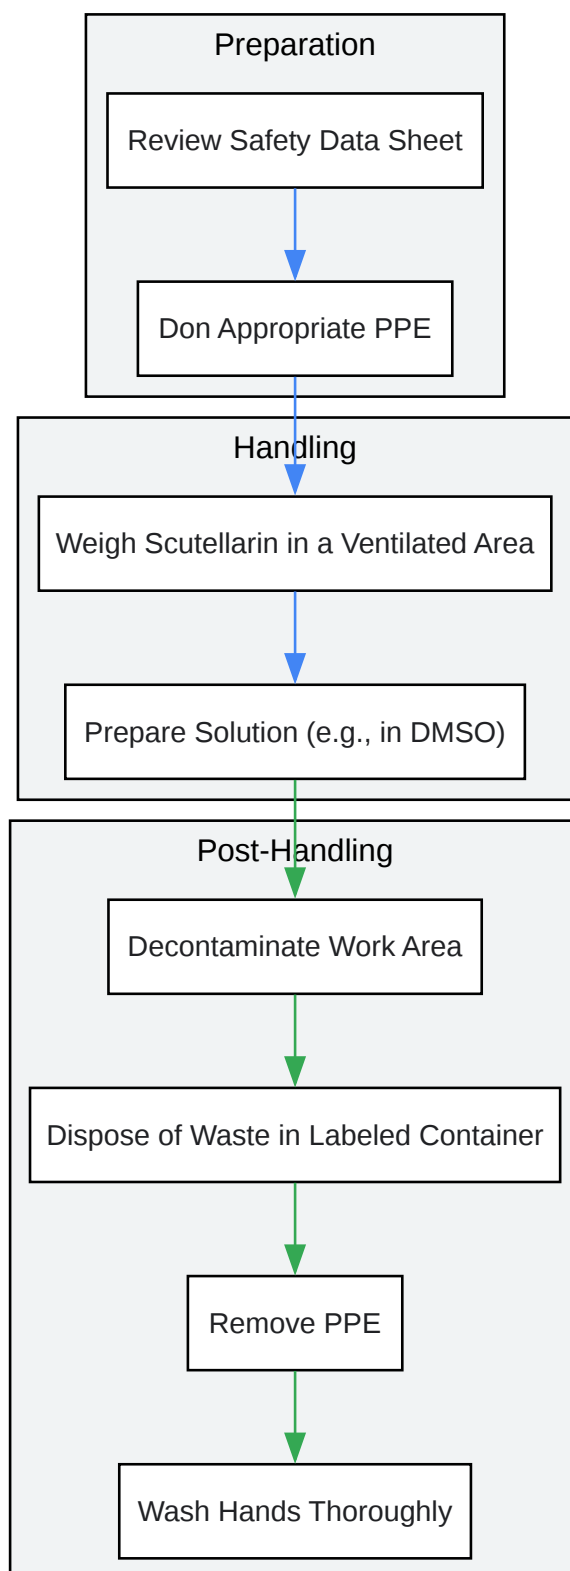 Preparation
Review Safety Data Sheet
Don Appropriate PPE
Handling
Weigh Scutellarin in a Ventilated Area
Prepare Solution (e.g., in DMSO)
Post-Handling
Decontaminate Work Area
Dispose of Waste in Labeled Container
Remove PPE
Wash Hands Thoroughly